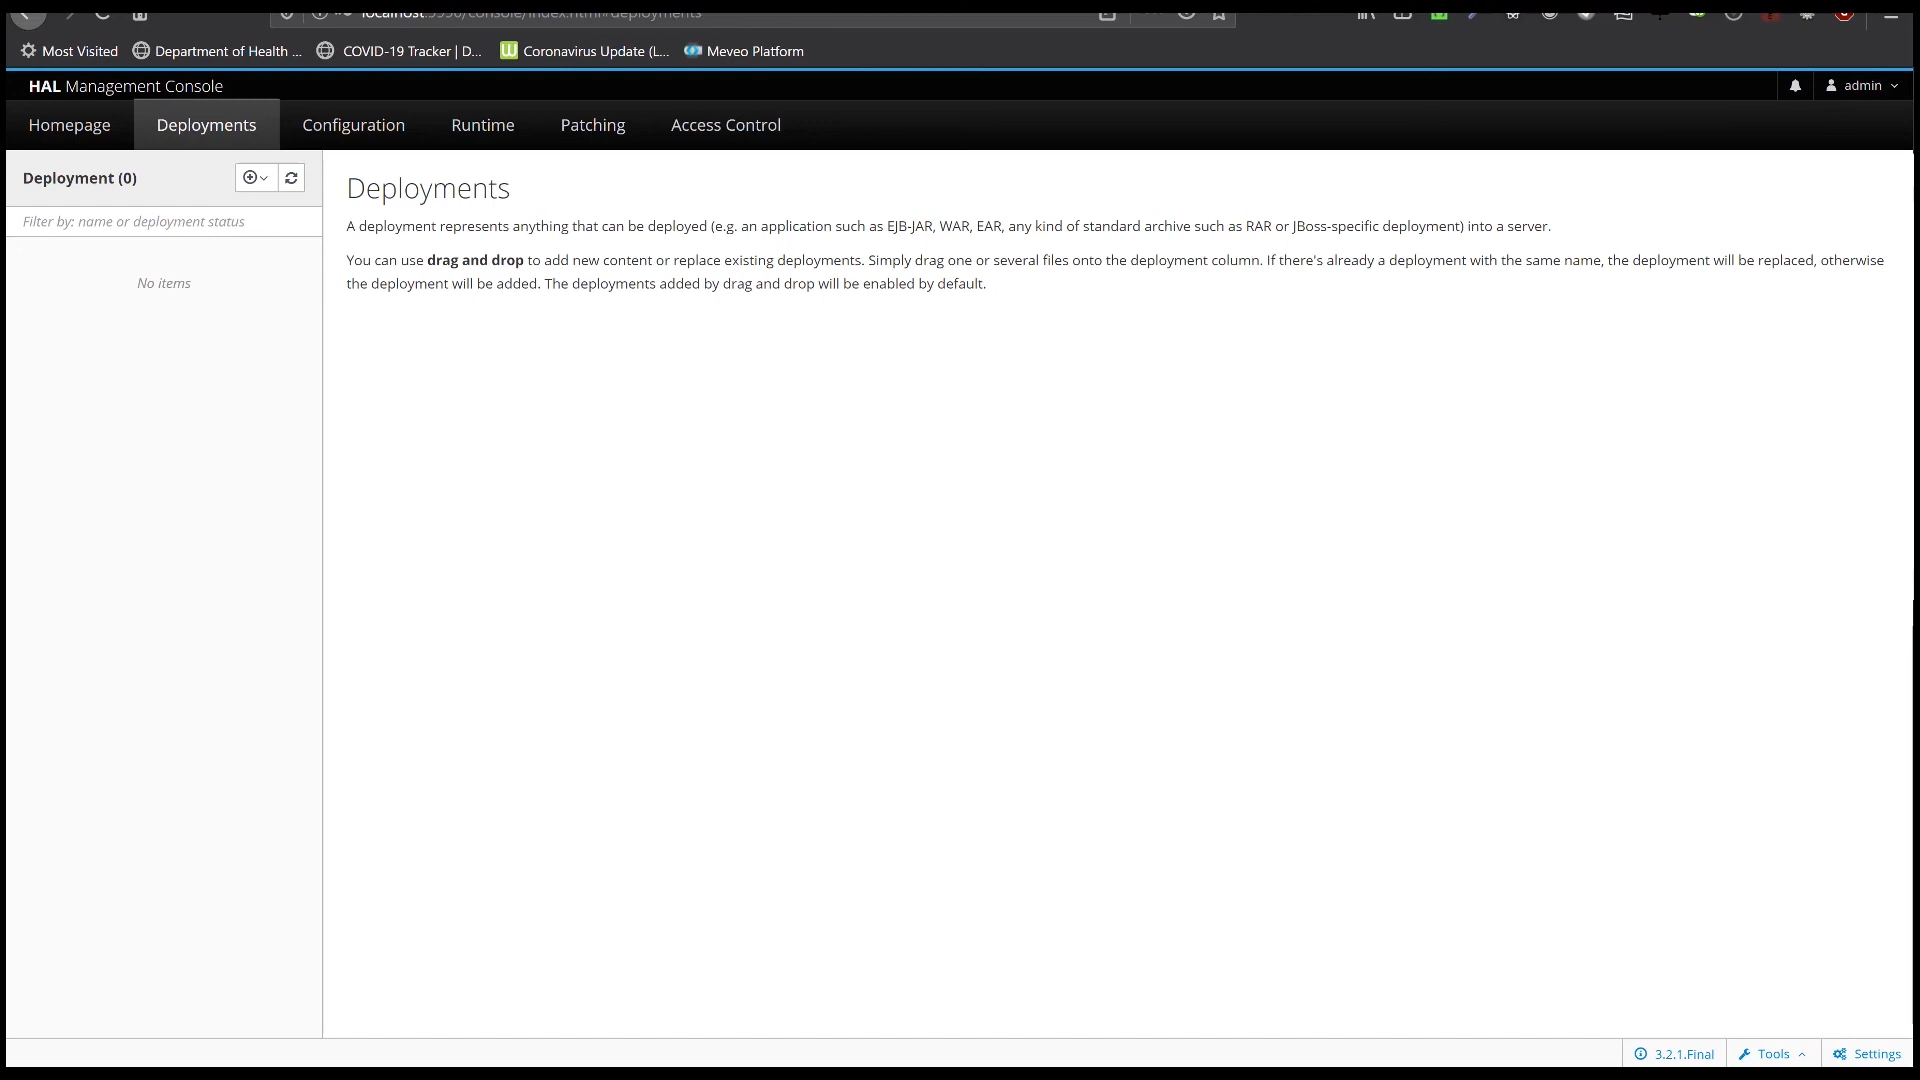 localhost:9990/console/index.html#deployments
Most Visited
Department of Health ...
COVID-19 Tracker | D...
Coronavirus Update (L...
Meveo Platform
HAL Management Console
admin
Homepage
Deployments
Configuration
Runtime
Patching
Access Control
Deployment (0)
Filter by: name or deployment status
No items
Deployments
A deployment represents anything that can be deployed (e.g. an application such as EJB-JAR, WAR, EAR, any kind of standard archive such as RAR or JBoss-specific deployment) into a server.
You can use drag and drop to add new content or replace existing deployments. Simply drag one or several files onto the deployment column. If there's already a deployment with the same name, the deployment will be replaced, otherwise
the deployment will be added. The deployments added by drag and drop will be enabled by default.
3.2.1.Final
Tools
Settings